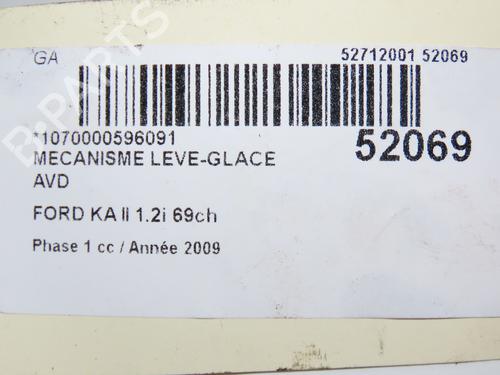 GA
52712001 52069
*1070000596091
52069
MECANISME LEVE-GLACE
AVD
FORD KA II 1.2i 69ch
Phase 1 cc / Année 2009
B-PARTS